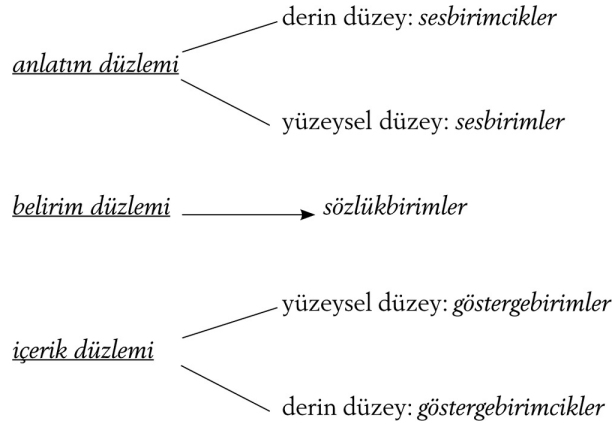 derin düzey: sesbirimcikler
anlatım düzlemi
yüzeysel düzey: sesbirimler
belirim düzlemi
sözlükbirimler
yüzeysel düzey: göstergebirimler
içerik düzlemi
derin düzey: göstergebirimcikler